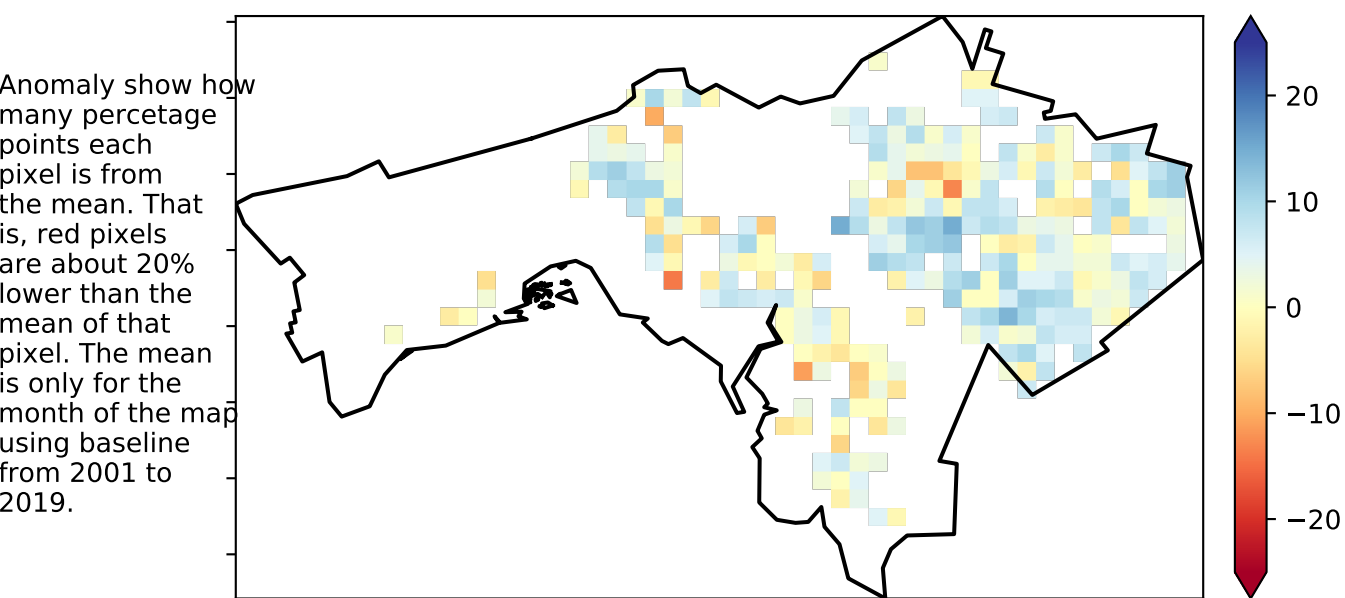 Anomaly show how
many percetage
points each
pixel is from
the mean. That
is, red pixels
are about 20%
lower than the
mean of that
pixel. The mean
is only for the
month of the map
using baseline
from 2001 to
2019.
20
10
0
−10
−20